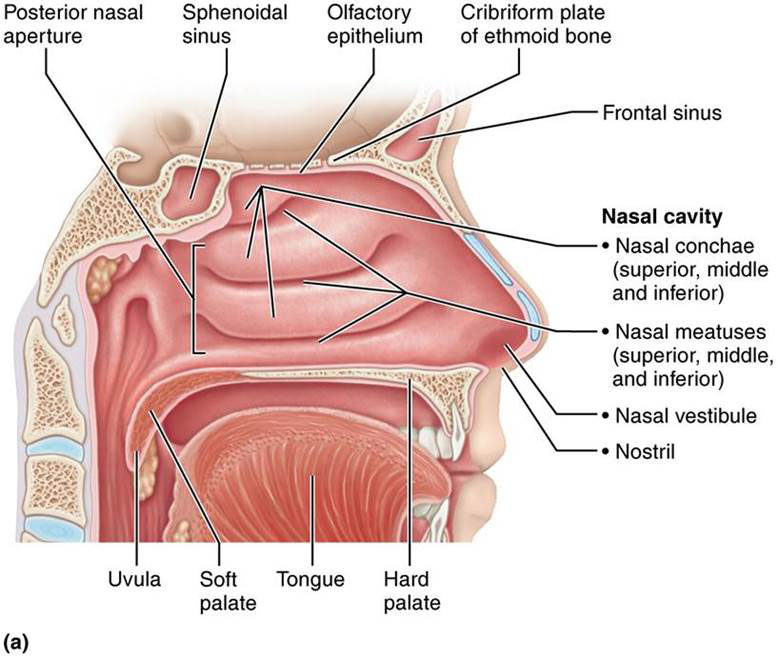 Posterior nasal
aperture
Sphenoidal
sinus
Olfactory
epithelium
Cribriform plate
of ethmoid bone
Frontal sinus
Nasal cavity
• Nasal conchae
(superior, middle
and inferior)
• Nasal meatuses
(superior, middle,
and inferior)
• Nasal vestibule
• Nostril
Uvula
Soft
palate
Tongue
Hard
palate
(a)